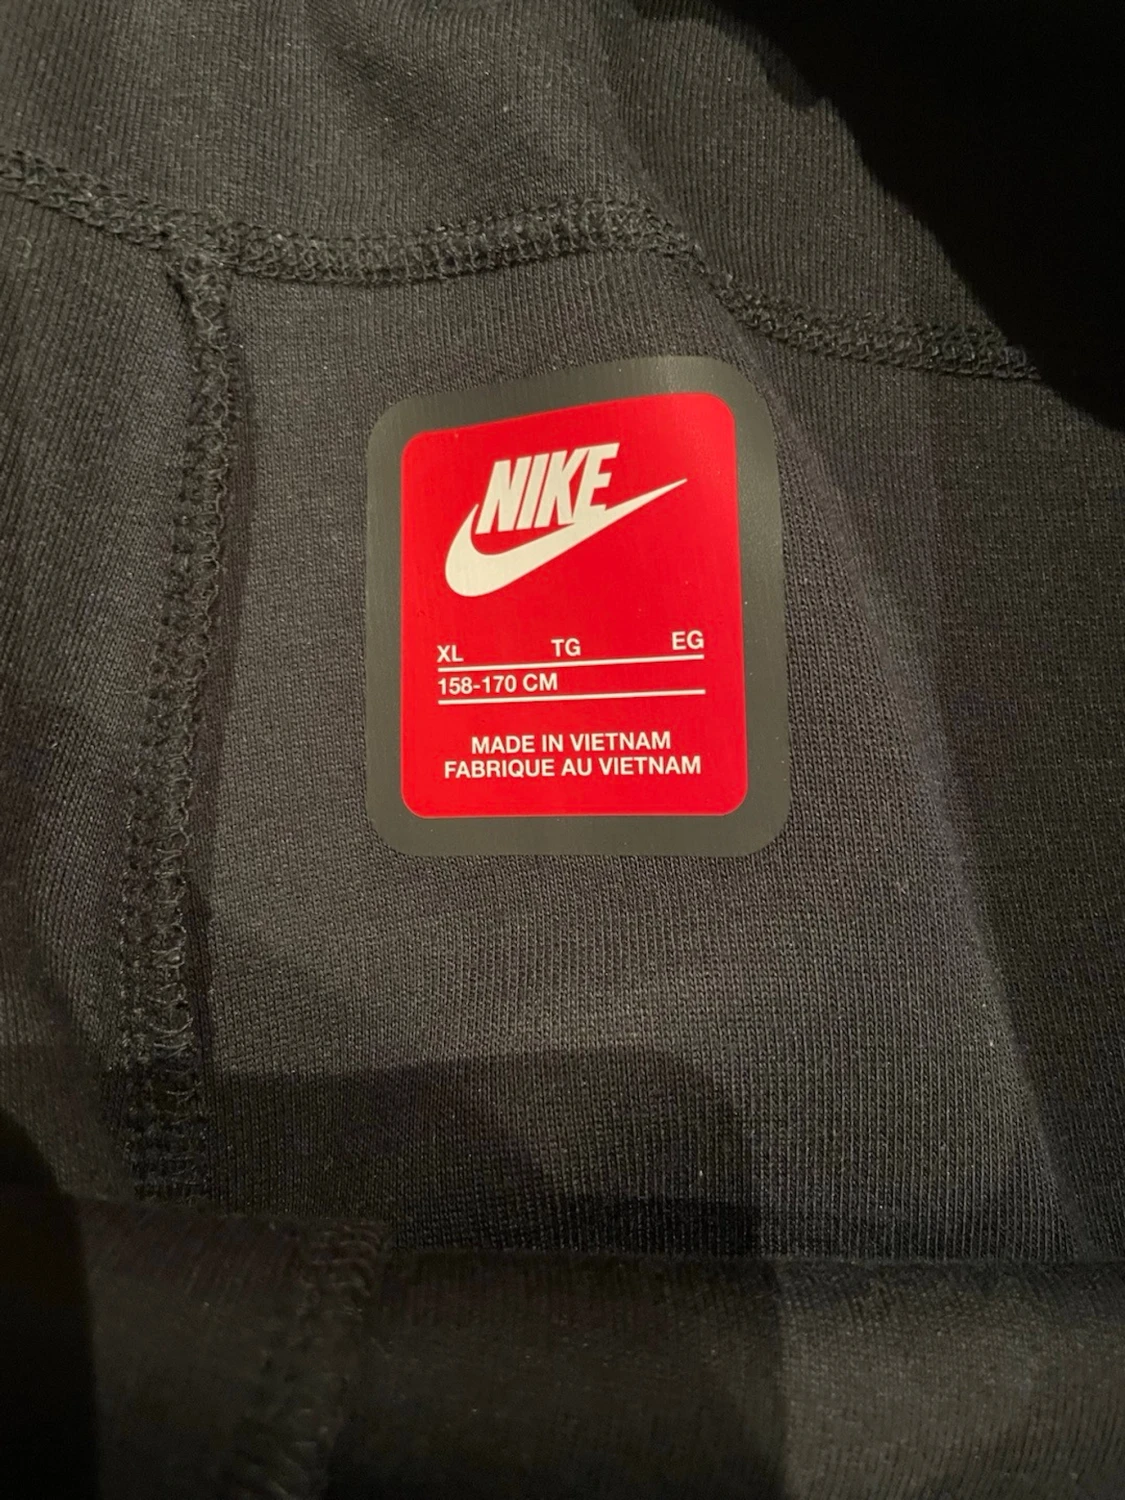 NIKE
XL TG EG
158-170 CM
MADE IN VIETNAM
FABRIQUE AU VIETNAM